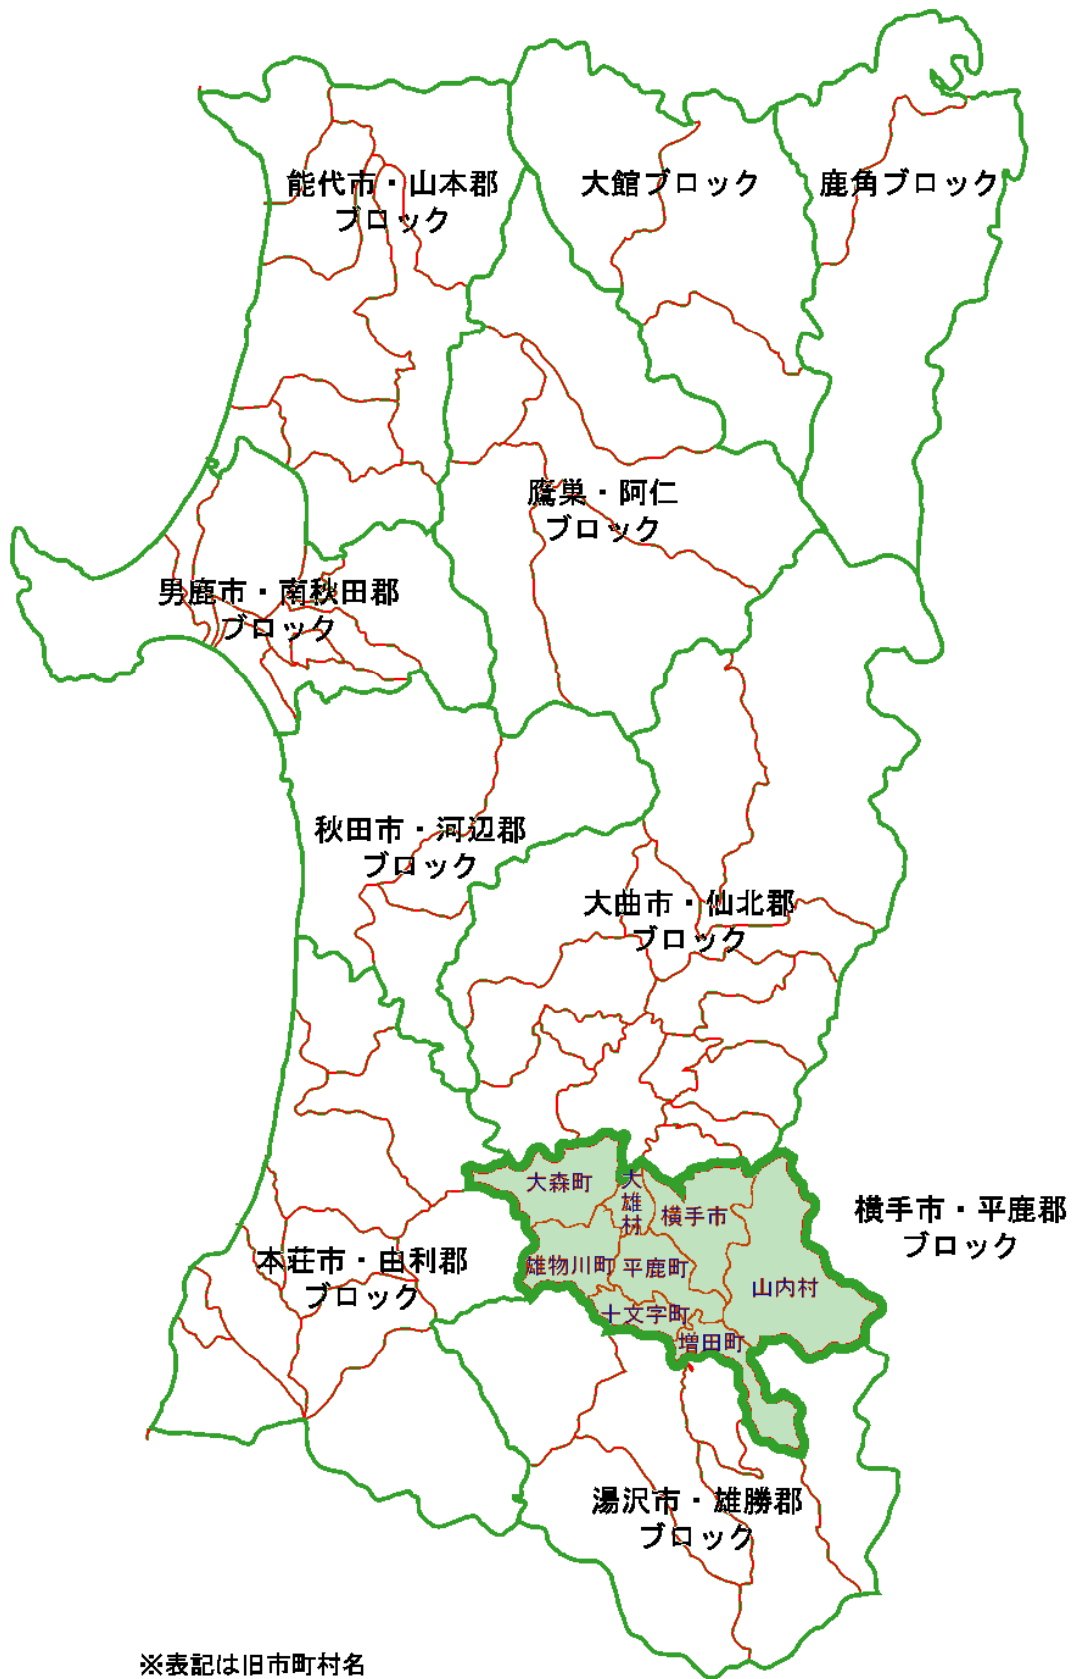 能代市・山本郡
ブロック
大館ブロック
鹿角ブロック
鷹巣・阿仁
ブロック
男鹿市・南秋田郡
ブロック
秋田市・河辺郡
ブロック
大曲市・仙北郡
ブロック
大森町
大雄村
横手市
横手市・平鹿郡
ブロック
本荘市・由利郡
ブロック
雄物川町
平鹿町
山内村
十文字町
増田町
湯沢市・雄勝郡
ブロック
※表記は旧市町村名